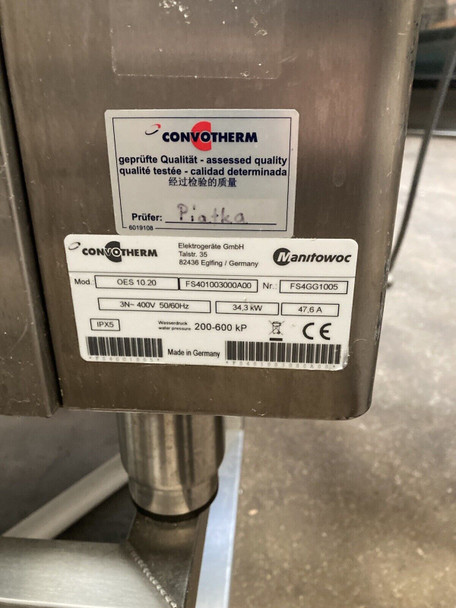 CONVOTHERM
geprüfte Qualität - assessed quality
qualité testée - calidad determinada
经过检验的质量
Prüfer: Piatka
6019108
CONVOTHERM Elektrogeräte GmbH Manitowoc
Talstr. 35
82436 Eglfing / Germany
Mod.: OES 10.20 FS401003000A00 Nr.: FS4GG1005
3N~ 400V 50/60Hz 34,3 kW 47,6 A
IPX5 Wasserdruck water pressure 200-600 kP CE
Made in Germany